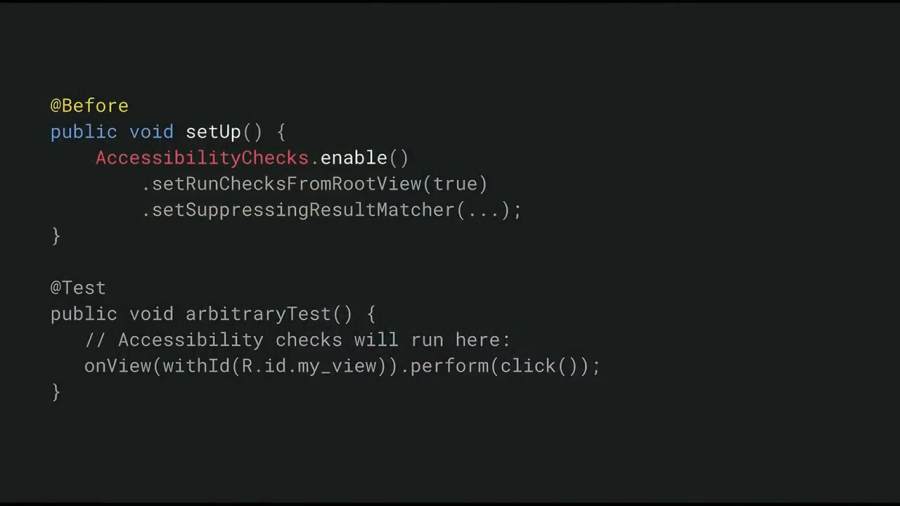 @Before
public void setUp() {
    AccessibilityChecks.enable()
        .setRunChecksFromRootView(true)
        .setSuppressingResultMatcher(...);
}

@Test
public void arbitraryTest() {
   // Accessibility checks will run here:
   onView(withId(R.id.my_view)).perform(click());
}